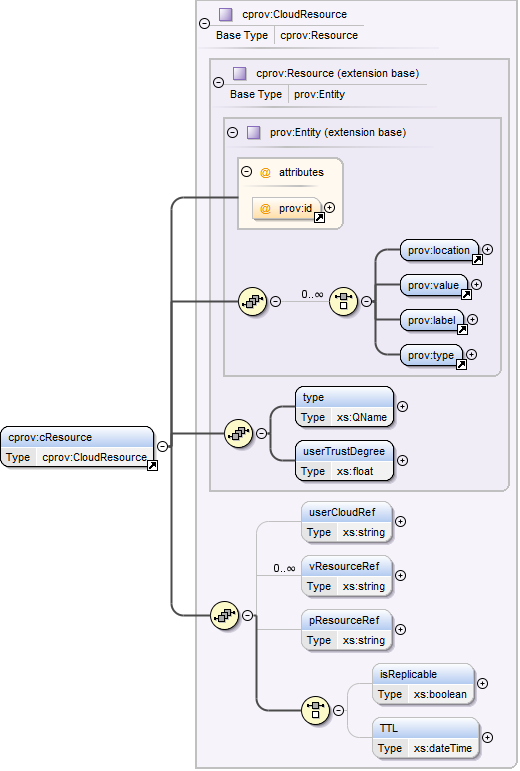 cprov:CloudResource
Base Type cprov:Resource
cprov:Resource (extension base)
Base Type prov:Entity
prov:Entity (extension base)
@ attributes
@ prov:id
prov:location
0..∞
prov:value
prov:label
prov:type
type
Type xs:QName
cprov:cResource
Type cprov:CloudResource
userTrustDegree
Type xs:float
userCloudRef
Type xs:string
0..∞
vResourceRef
Type xs:string
pResourceRef
Type xs:string
isReplicable
Type xs:boolean
TTL
Type xs:dateTime